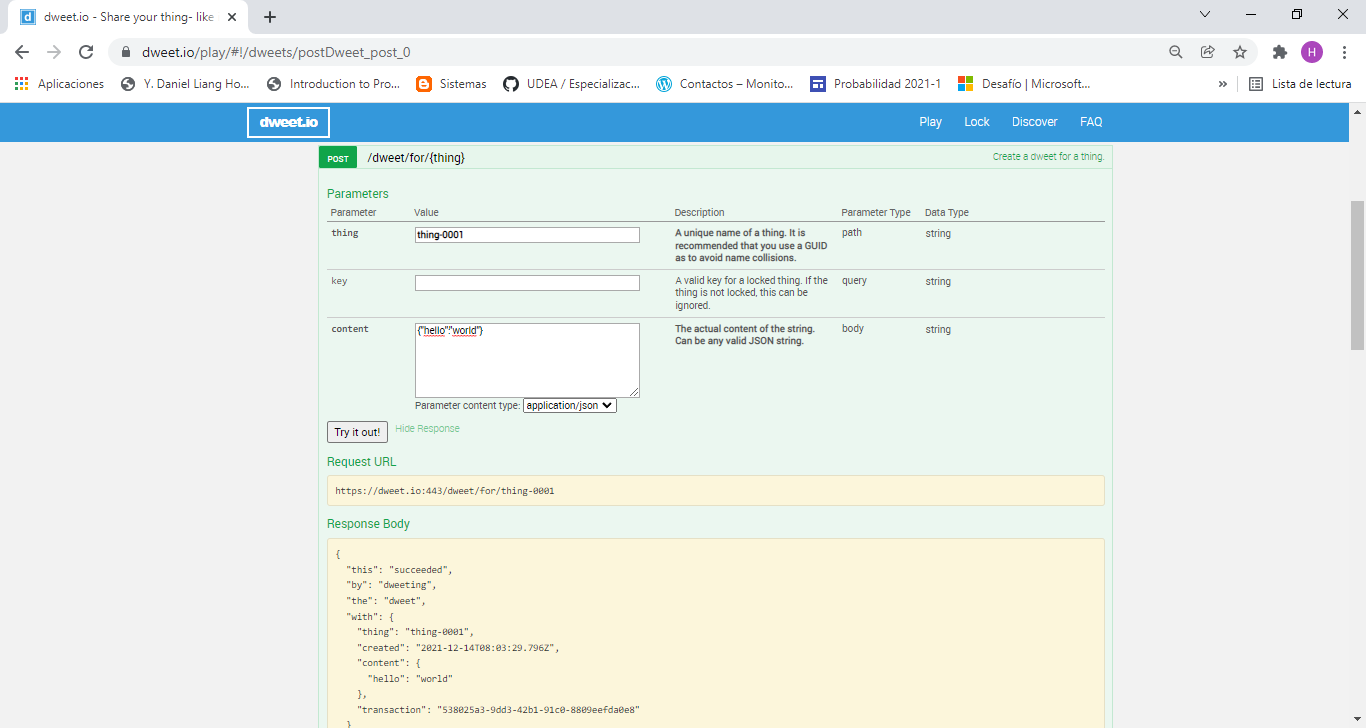 dweet.io - Share your thing- like
dweet.io/play/#!/dweets/postDweet_post_0
H
Aplicaciones
Y. Daniel Liang Ho...
Introduction to Pro...
Sistemas
UDEA / Especializac...
Contactos – Monito...
Probabilidad 2021-1
Desafío | Microsoft...
»
Lista de lectura
dweet.io
Play
Lock
Discover
FAQ
POST /dweet/for/{thing}
Create a dweet for a thing.
Parameters
Parameter Value Description Parameter Type Data Type
thing thing-0001 A unique name of a thing. It is path string
recommended that you use a GUID
as to avoid name collisions.
key A valid key for a locked thing. If the query string
thing is not locked, this can be
ignored.
content {"hello":"world"} The actual content of the string. body string
Can be any valid JSON string.
Parameter content type: application/json
Try it out! Hide Response
Request URL
https://dweet.io:443/dweet/for/thing-0001
Response Body
{
"this": "succeeded",
"by": "dweeting",
"the": "dweet",
"with": {
"thing": "thing-0001",
"created": "2021-12-14T08:03:29.796Z",
"content": {
"hello": "world"
},
"transaction": "538025a3-9dd3-42b1-91c0-8809eefda0e8"
}